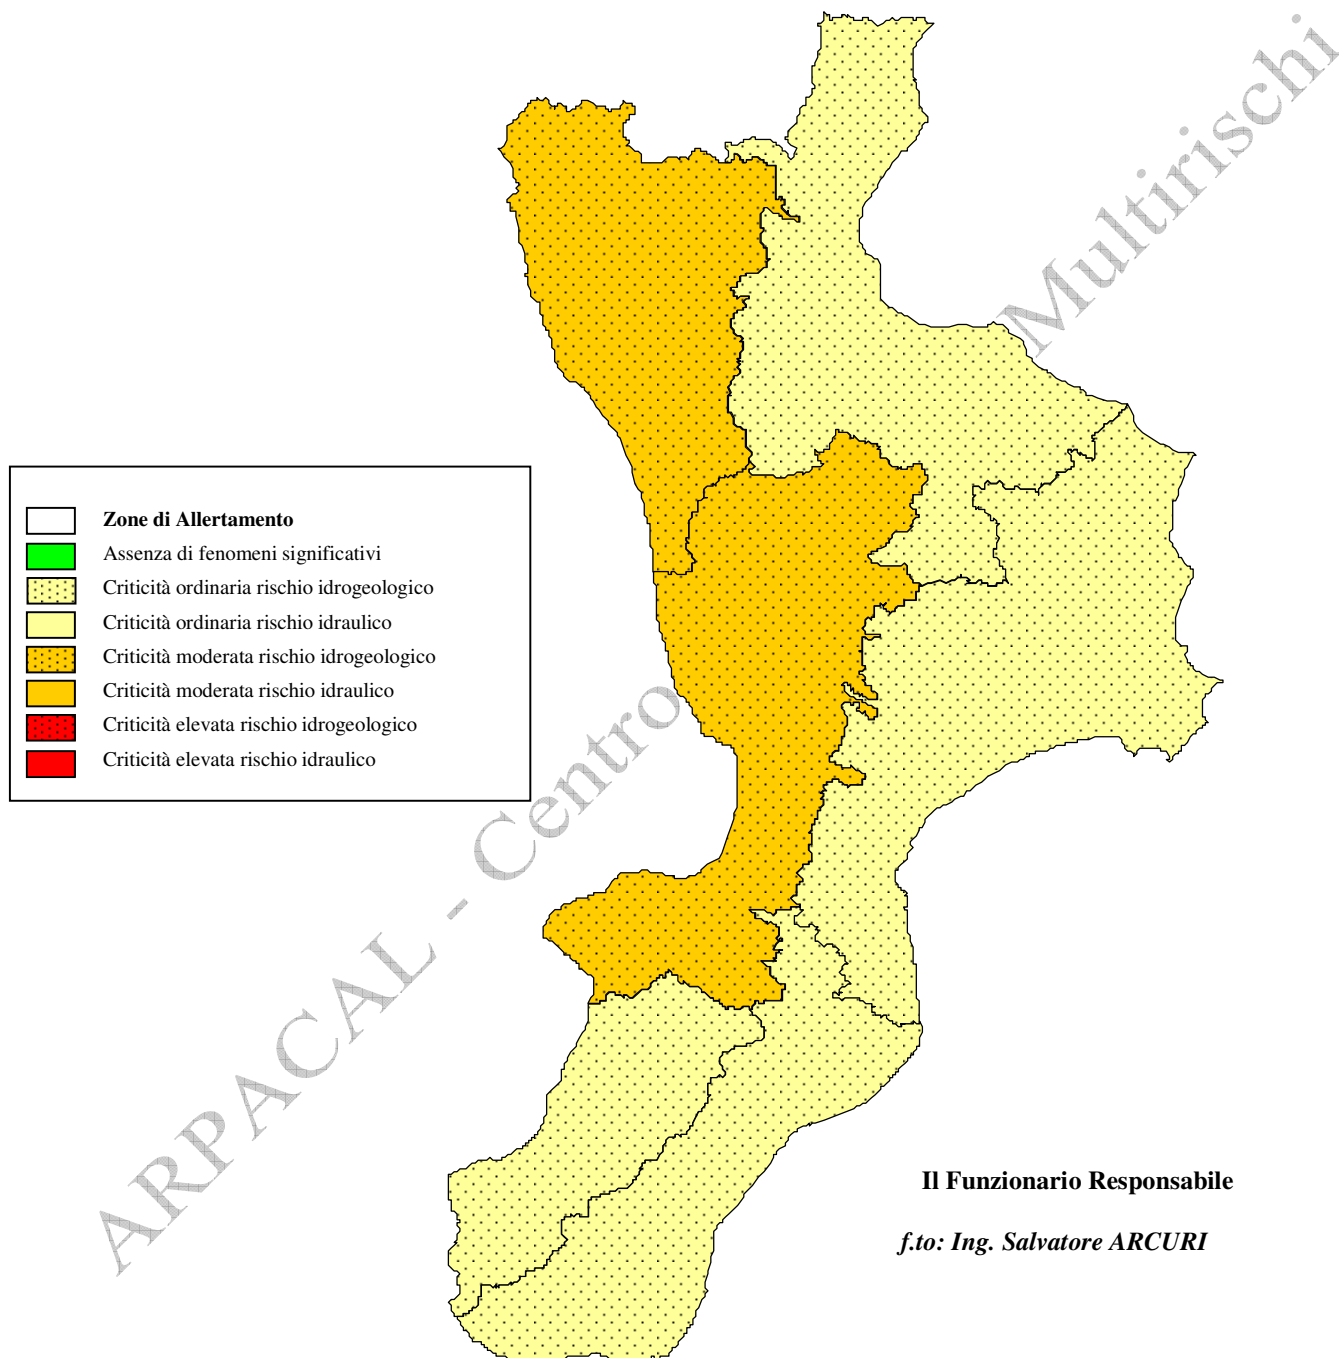 ARPACAL - Centro Multirischi
Zone di Allertamento
Assenza di fenomeni significativi
Criticità ordinaria rischio idrogeologico
Criticità ordinaria rischio idraulico
Criticità moderata rischio idrogeologico
Criticità moderata rischio idraulico
Criticità elevata rischio idrogeologico
Criticità elevata rischio idraulico
Il Funzionario Responsabile
f.to: Ing. Salvatore ARCURI